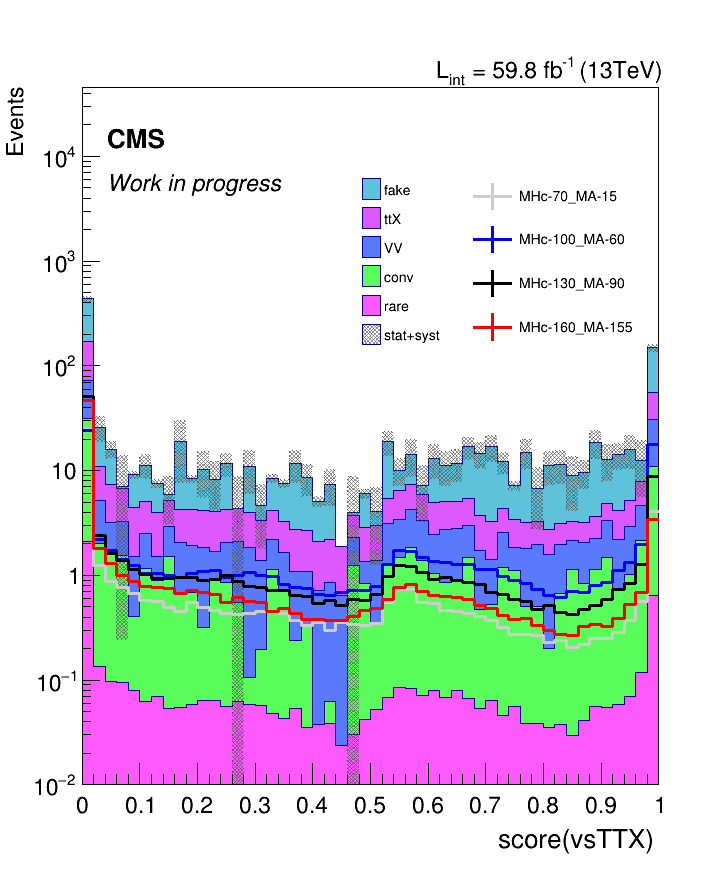 L_int = 59.8 fb^-1 (13TeV)
Events
CMS
Work in progress
fake
ttX
VV
conv
rare
stat+syst
MHc-70_MA-15
MHc-100_MA-60
MHc-130_MA-90
MHc-160_MA-155
10^4
10^3
10^2
10
1
10^-1
10^-2
0 0.1 0.2 0.3 0.4 0.5 0.6 0.7 0.8 0.9 1
score(vsTTX)